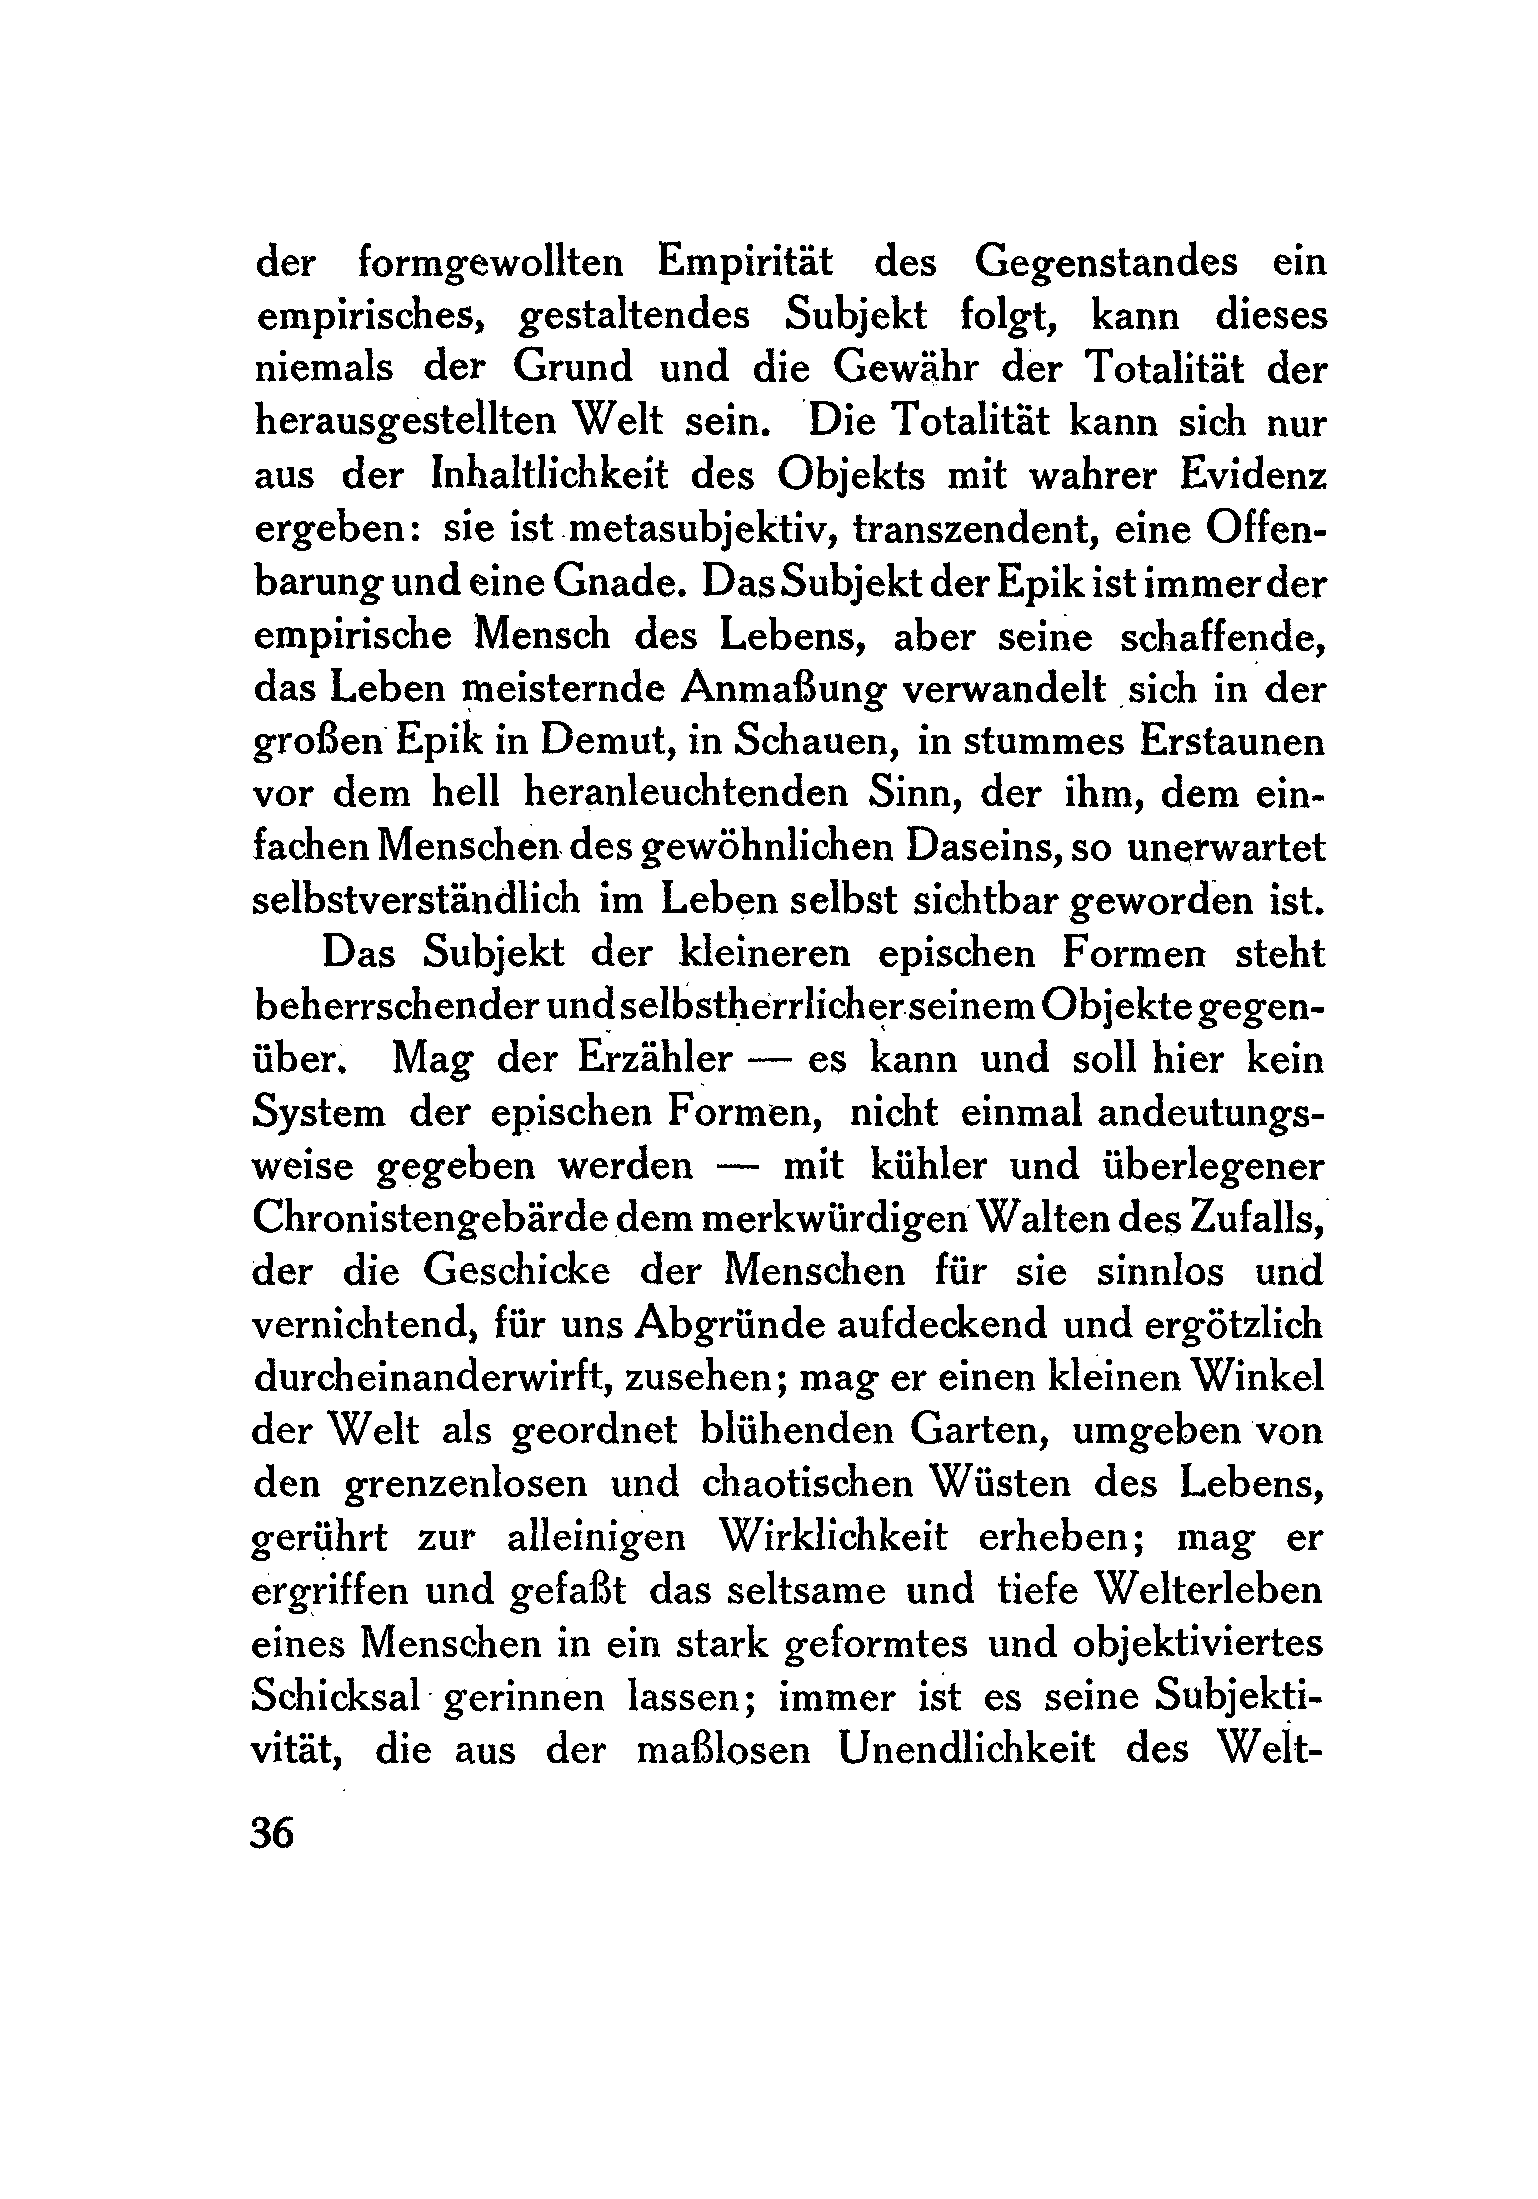 der formgewollten Empirität des Gegenstandes ein
empirisches, gestaltendes Subjekt folgt, kann dieses
niemals der Grund und die Gewähr der Totalität der
herausgestellten Welt sein. Die Totalität kann sich nur
aus der Inhaltlichkeit des Objekts mit wahrer Evidenz
ergeben: sie ist metasubjektiv, transzendent, eine Offen-
barung und eine Gnade. Das Subjekt der Epik ist immer der
empirische Mensch des Lebens, aber seine schaffende,
das Leben meisternde Anmaßung verwandelt sich in der
großen Epik in Demut, in Schauen, in stummes Erstaunen
vor dem hell heranleuchtenden Sinn, der ihm, dem ein-
fachen Menschen des gewöhnlichen Daseins, so unerwartet
selbstverständlich im Leben selbst sichtbar geworden ist.
Das Subjekt der kleineren epischen Formen steht
beherrschender und selbstherrlicher seinem Objekte gegen-
über. Mag der Erzähler — es kann und soll hier kein
System der epischen Formen, nicht einmal andeutungs-
weise gegeben werden — mit kühler und überlegener
Chronistengebärde dem merkwürdigen Walten des Zufalls,
der die Geschicke der Menschen für sie sinnlos und
vernichtend, für uns Abgründe aufdeckend und ergötzlich
durcheinanderwirft, zusehen; mag er einen kleinen Winkel
der Welt als geordnet blühenden Garten, umgeben von
den grenzenlosen und chaotischen Wüsten des Lebens,
gerührt zur alleinigen Wirklichkeit erheben; mag er
ergriffen und gefaßt das seltsame und tiefe Welterleben
eines Menschen in ein stark geformtes und objektiviertes
Schicksal gerinnen lassen; immer ist es seine Subjekti-
vität, die aus der maßlosen Unendlichkeit des Welt-
36